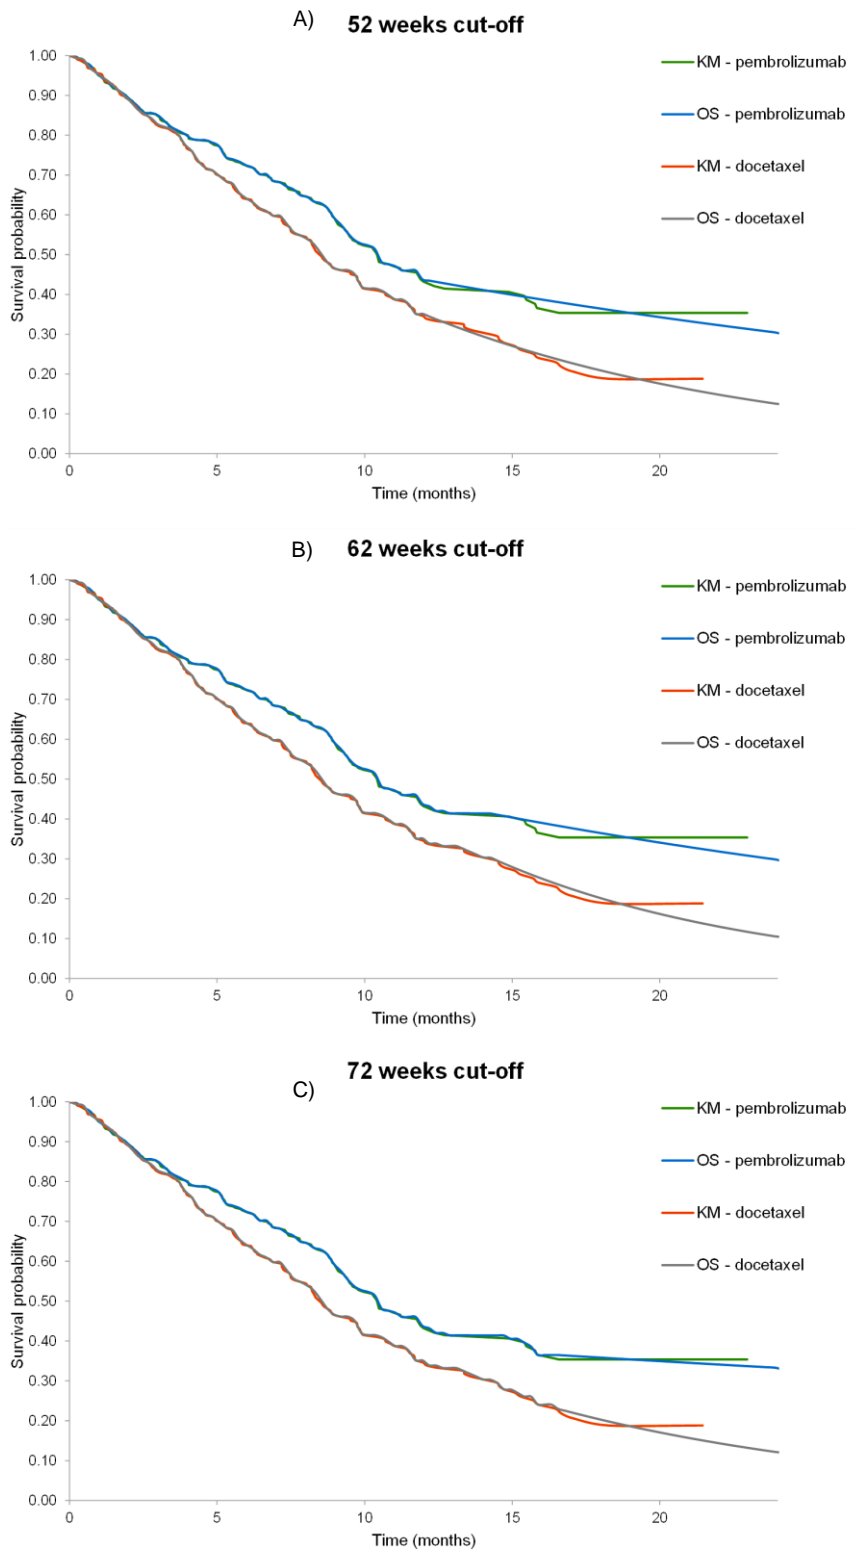 A)
52 weeks cut-off
KM - pembrolizumab
OS - pembrolizumab
KM - docetaxel
OS - docetaxel
Survival probability
1.00
0.90
0.80
0.70
0.60
0.50
0.40
0.30
0.20
0.10
0.00
0 5 10 15 20
Time (months)
B)
62 weeks cut-off
KM - pembrolizumab
OS - pembrolizumab
KM - docetaxel
OS - docetaxel
Survival probability
1.00
0.90
0.80
0.70
0.60
0.50
0.40
0.30
0.20
0.10
0.00
0 5 10 15 20
Time (months)
72 weeks cut-off
C)
KM - pembrolizumab
OS - pembrolizumab
KM - docetaxel
OS - docetaxel
Survival probability
1.00
0.90
0.80
0.70
0.60
0.50
0.40
0.30
0.20
0.10
0.00
0 5 10 15 20
Time (months)